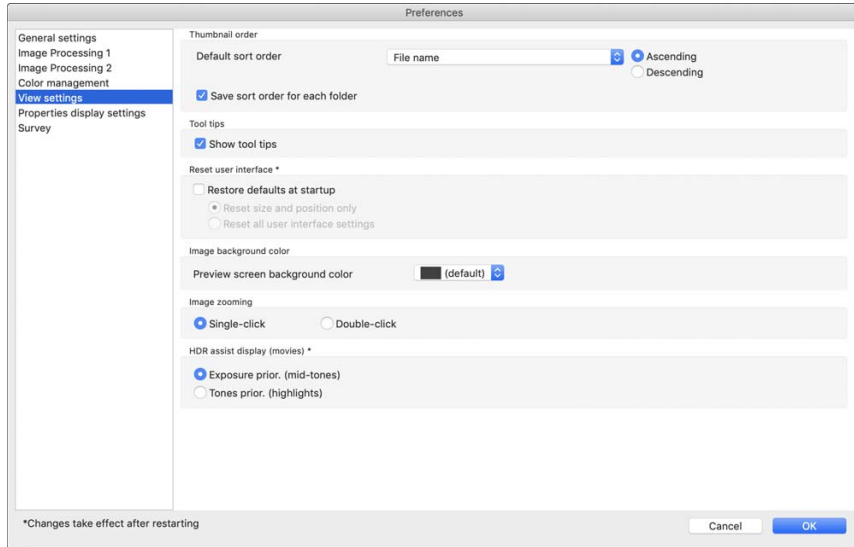 Preferences
General settings
Image Processing 1
Image Processing 2
Color management
View settings
Properties display settings
Survey
Thumbnail order
Default sort order
File name
Ascending
Descending
Save sort order for each folder
Tool tips
Show tool tips
Reset user interface *
Restore defaults at startup
Reset size and position only
Reset all user interface settings
Image background color
Preview screen background color
(default)
Image zooming
Single-click
Double-click
HDR assist display (movies) *
Exposure prior. (mid-tones)
Tones prior. (highlights)
*Changes take effect after restarting
Cancel
OK